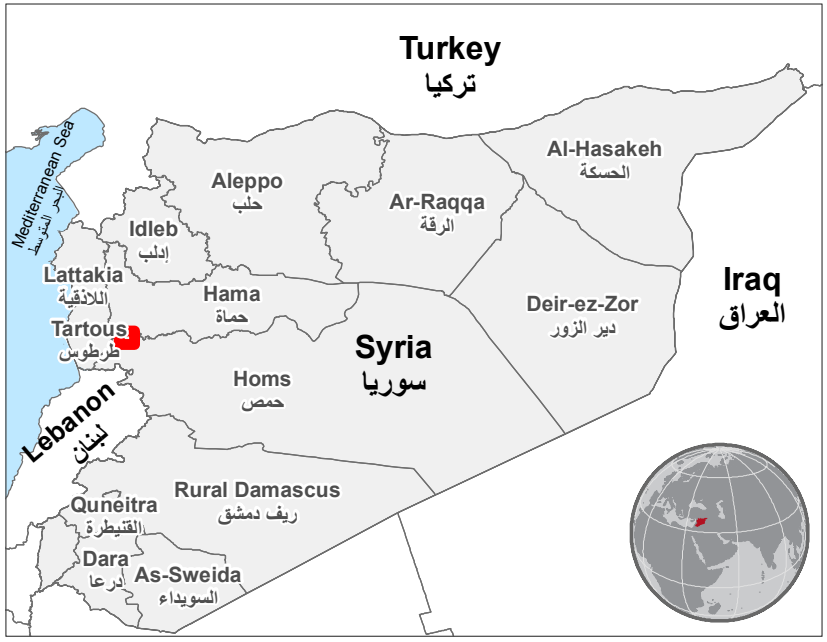 Turkey
تركيا
Mediterranean Sea
البحر المتوسط
Al-Hasakeh
الحسكة
Aleppo
حلب
Ar-Raqqa
الرقة
Idleb
إدلب
Lattakia
اللاذقية
Hama
حماة
Deir-ez-Zor
دير الزور
Iraq
العراق
Tartous
طرطوس
Syria
سوريا
Homs
حمص
Lebanon
لبنان
Rural Damascus
ريف دمشق
Quneitra
القنيطرة
Dara
درعا
As-Sweida
السويداء